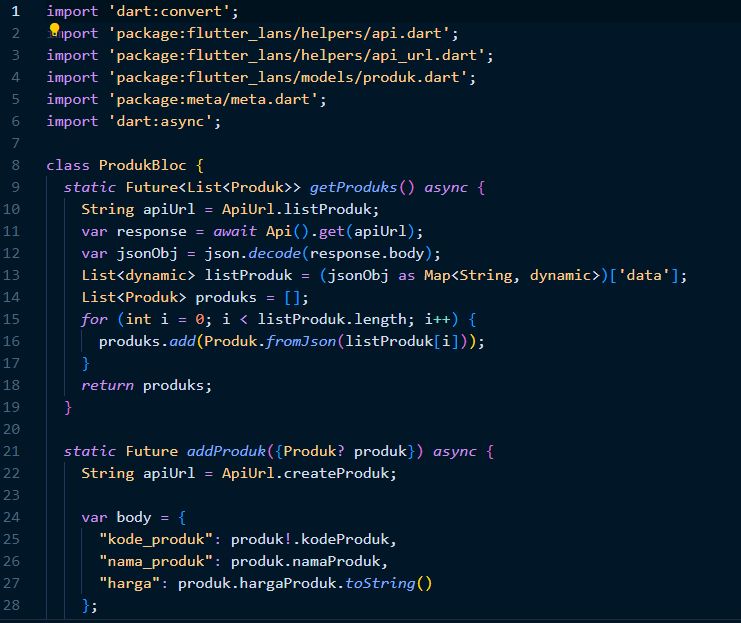 1 import 'dart:convert';
2 import 'package:flutter_lans/helpers/api.dart';
3 import 'package:flutter_lans/helpers/api_url.dart';
4 import 'package:flutter_lans/models/produk.dart';
5 import 'package:meta/meta.dart';
6 import 'dart:async';
7
8 class ProdukBloc {
9   static Future<List<Produk>> getProduks() async {
10     String apiUrl = ApiUrl.listProduk;
11     var response = await Api().get(apiUrl);
12     var jsonObj = json.decode(response.body);
13     List<dynamic> listProduk = (jsonObj as Map<String, dynamic>)['data'];
14     List<Produk> produks = [];
15     for (int i = 0; i < listProduk.length; i++) {
16       produks.add(Produk.fromJson(listProduk[i]));
17     }
18     return produks;
19   }
20
21   static Future addProduk({Produk? produk}) async {
22     String apiUrl = ApiUrl.createProduk;
23
24     var body = {
25       "kode_produk": produk!.kodeProduk,
26       "nama_produk": produk.namaProduk,
27       "harga": produk.hargaProduk.toString()
28     };